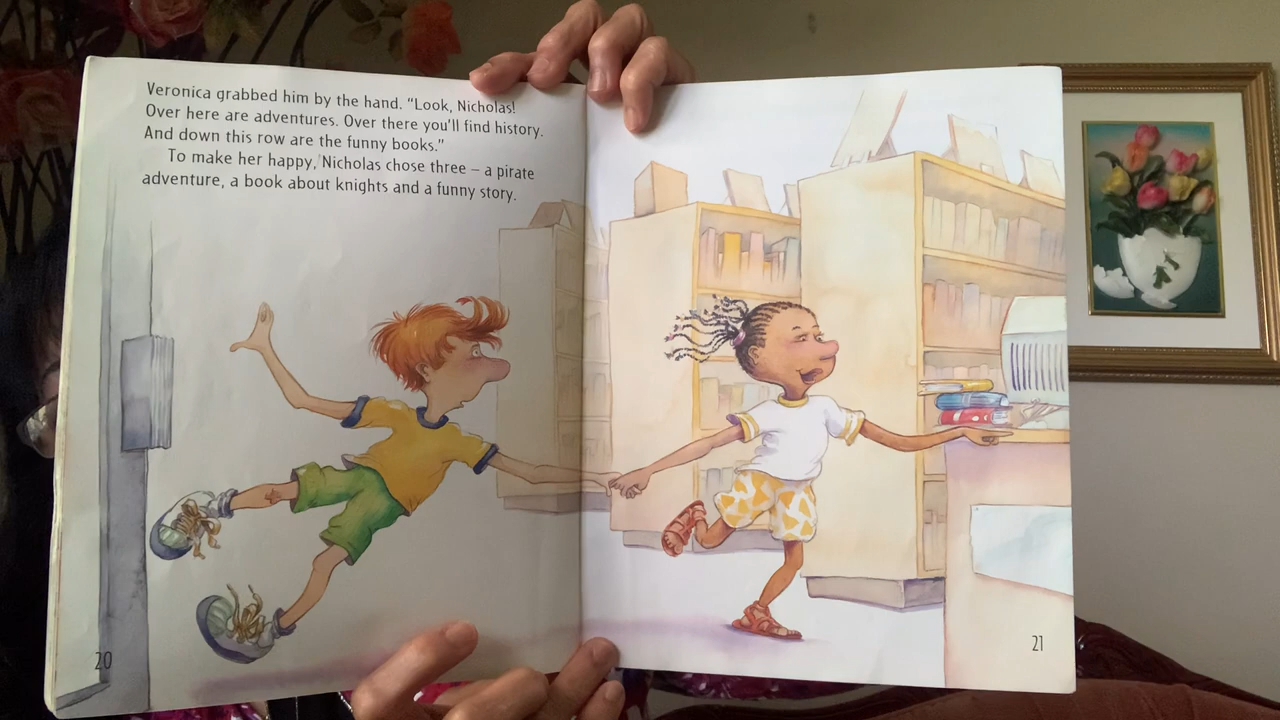 Veronica grabbed him by the hand. “Look, Nicholas!
Over here are adventures. Over there you’ll find history.
And down this row are the funny books.”
To make her happy, Nicholas chose three – a pirate
adventure, a book about knights and a funny story.
20
21